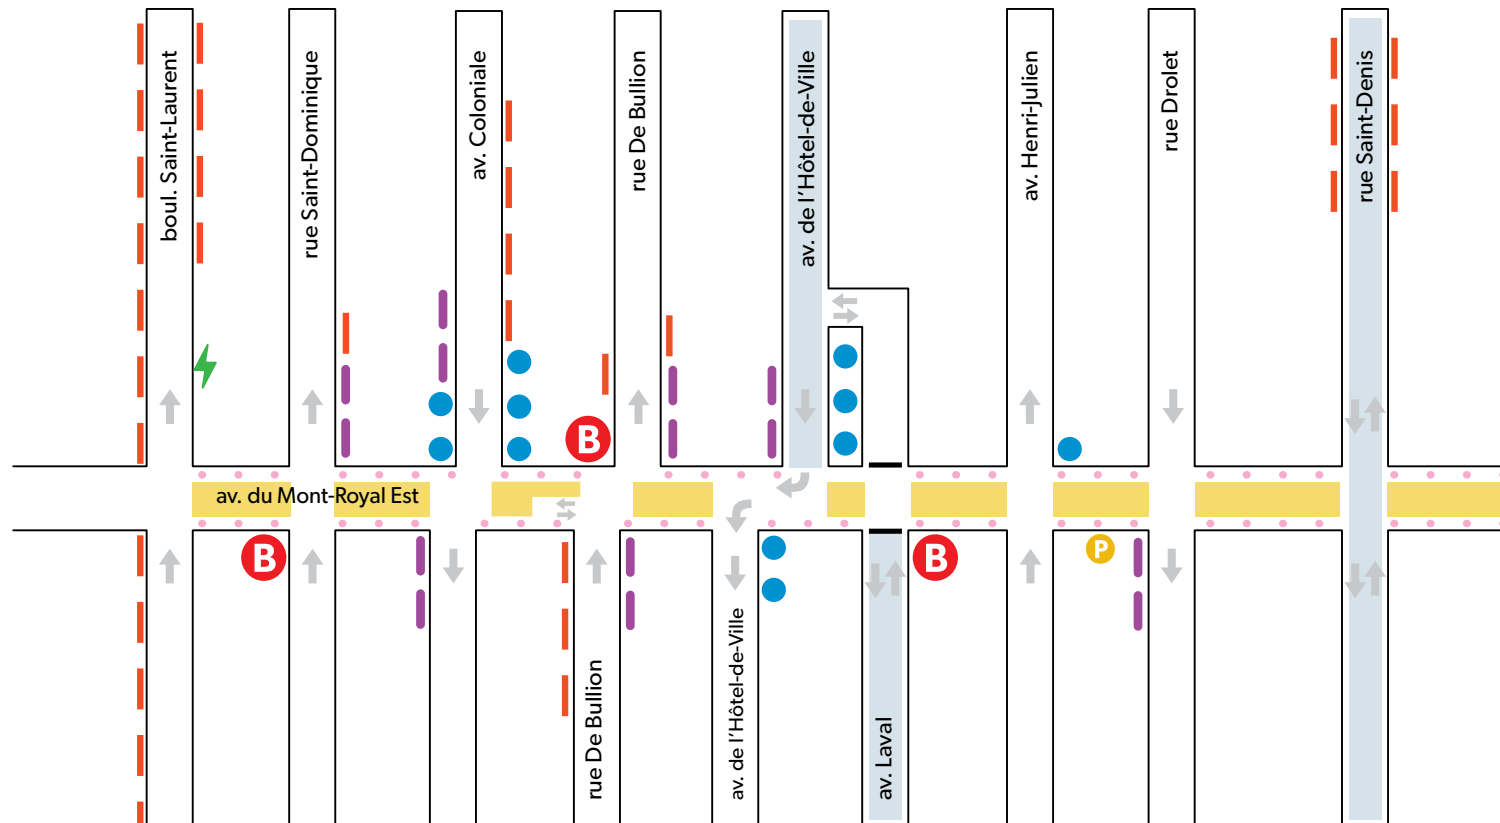 boul. Saint-Laurent
rue Saint-Dominique
av. Coloniale
rue De Bullion
av. de l'Hôtel-de-Ville
av. Henri-Julien
rue Drolet
rue Saint-Denis
B
av. du Mont-Royal Est
B
B
P
rue De Bullion
av. de l'Hôtel-de-Ville
av. Laval